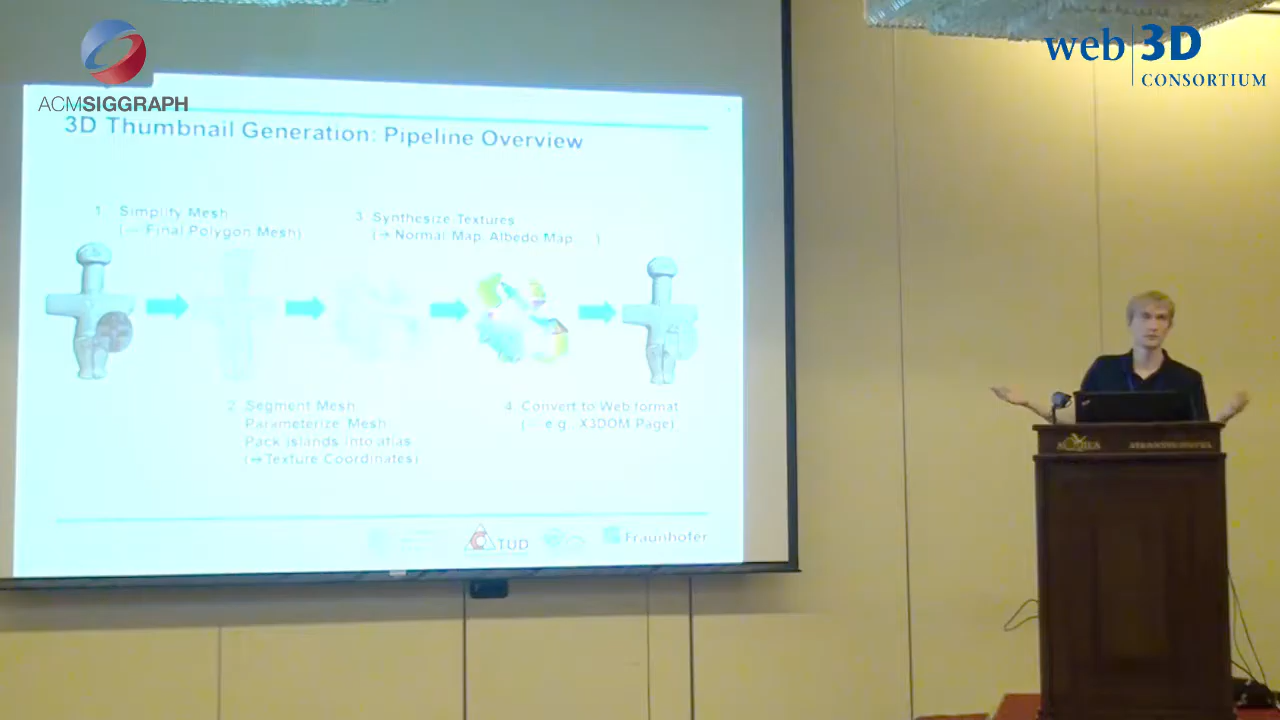 ACMSIGGRAPH
web 3D
CONSORTIUM
3D Thumbnail Generation: Pipeline Overview
1. Simplify Mesh
(→ Final Polygon Mesh)
3. Synthesize Textures
(→ Normal Map, Albedo Map, ...)
2. Segment Mesh
Parameterize Mesh
Pack islands into atlas
(→ Texture Coordinates)
4. Convert to Web format
e.g., X3DOM Page)
TUD
Fraunhofer